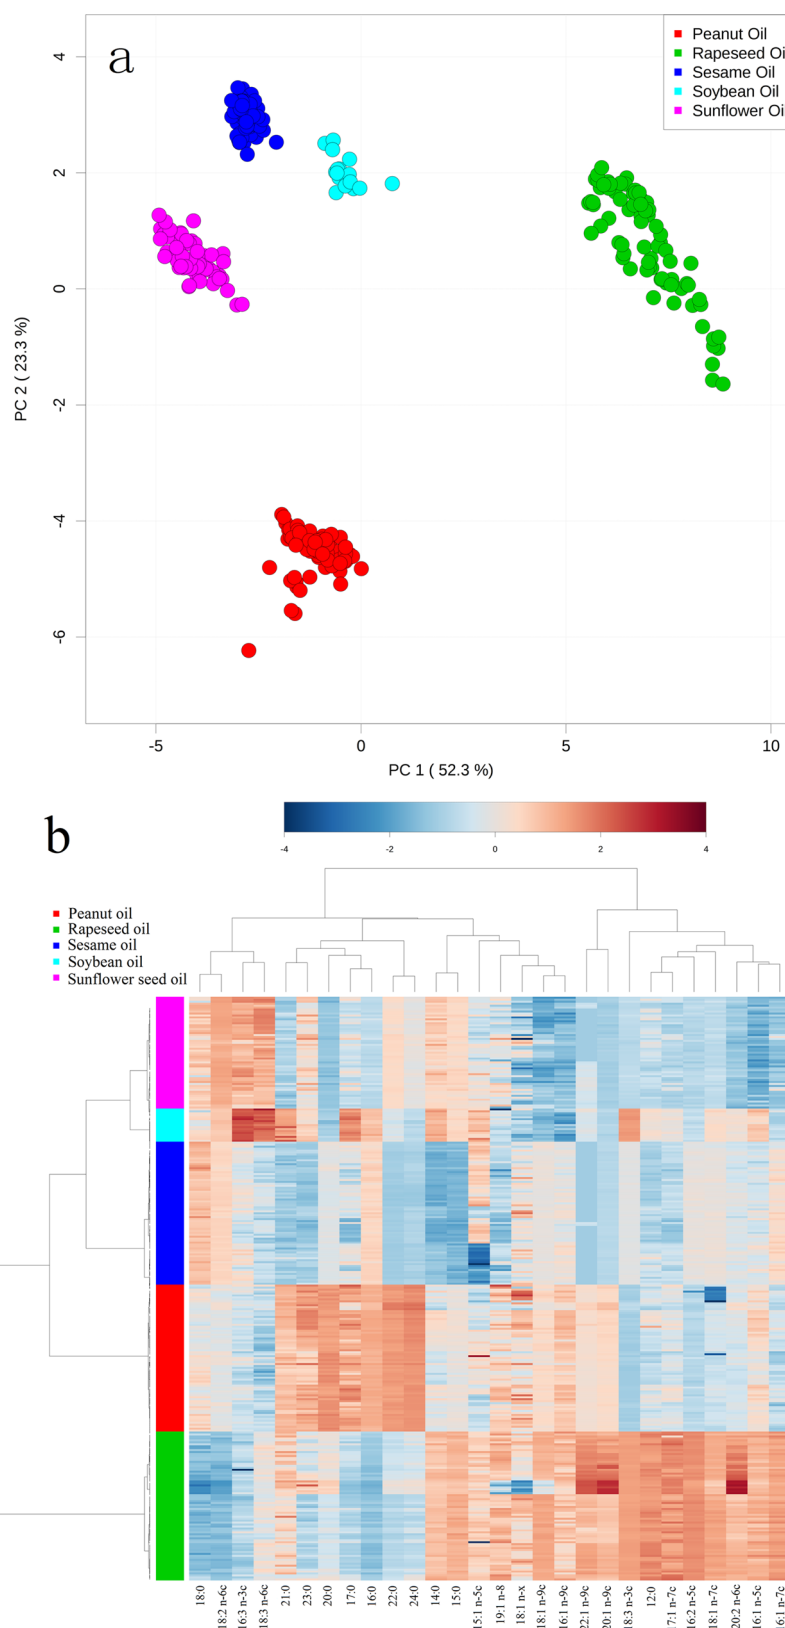 a
Peanut Oil
Rapeseed Oi
Sesame Oil
Soybean Oil
Sunflower Oi
4
2
0
-2
-4
-6
PC 2 ( 23.3 %)
-5
0
5
10
PC 1 ( 52.3 %)
b
-4
-2
0
2
4
Peanut oil
Rapeseed oil
Sesame oil
Soybean oil
Sunflower seed oil
18:0
18:2 n-6c
16:3 n-3c
18:3 n-6c
21:0
23:0
20:0
17:0
16:0
22:0
24:0
14:0
15:0
15:1 n-5c
19:1 n-8
18:1 n-x
18:1 n-9c
16:1 n-9c
22:1 n-9c
20:1 n-9c
18:3 n-3c
12:0
17:1 n-7c
16:2 n-5c
18:1 n-7c
20:2 n-6c
16:1 n-5c
16:1 n-7c